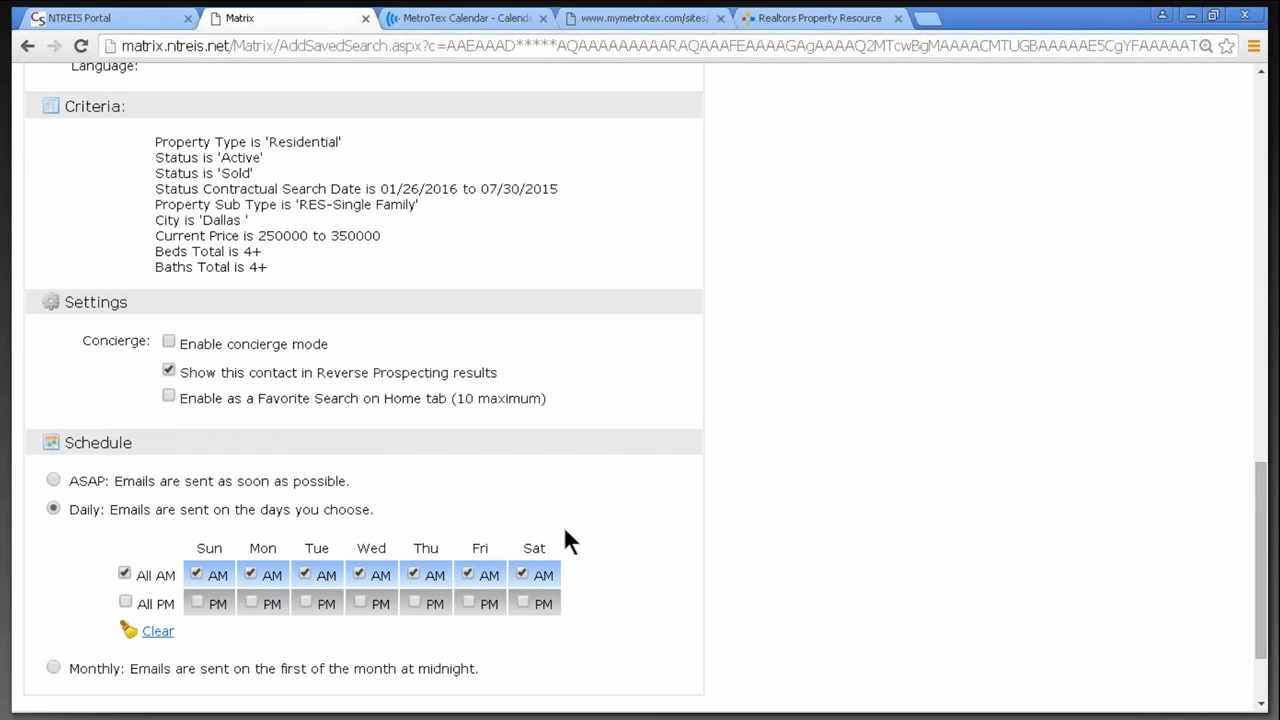 NTREIS Portal
Matrix
MetroTex Calendar - Calend
www.mymetrotex.com/sites/
Realtors Property Resource
matrix.ntreis.net/Matrix/AddSavedSearch.aspx?c=
Language:
Criteria:
Property Type is 'Residential'
Status is 'Active'
Status is 'Sold'
Status Contractual Search Date is 01/26/2016 to 07/30/2015
Property Sub Type is 'RES-Single Family'
City is 'Dallas '
Current Price is 250000 to 350000
Beds Total is 4+
Baths Total is 4+
Settings
Concierge:
Enable concierge mode
Show this contact in Reverse Prospecting results
Enable as a Favorite Search on Home tab (10 maximum)
Schedule
ASAP: Emails are sent as soon as possible.
Daily: Emails are sent on the days you choose.
Sun Mon Tue Wed Thu Fri Sat
All AM AM AM AM AM AM AM AM
All PM PM PM PM PM PM PM PM
Clear
Monthly: Emails are sent on the first of the month at midnight.